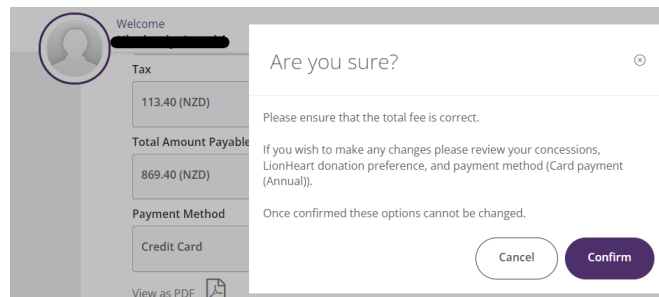 Welcome
Tax
113.40 (NZD)
Total Amount Payable
869.40 (NZD)
Payment Method
Credit Card
View as PDF
Are you sure?
Please ensure that the total fee is correct.
If you wish to make any changes please review your concessions,
LionHeart donation preference, and payment method (Card payment
(Annual)).
Once confirmed these options cannot be changed.
Cancel
Confirm